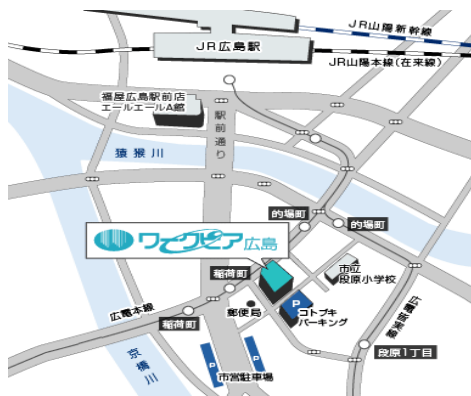 JR山陽新幹線
JR広島駅
JR山陽本線(在来線)
福屋広島駅前店
エールエールA館
駅前通り
猿猴川
的場町
的場町
ワークピア広島
市立
段原小学校
稲荷町
P
コトブキ
パーキング
郵便局
広電本線
稲荷町
広電皆実線
段原1丁目
京橋川
P
P
市営駐車場